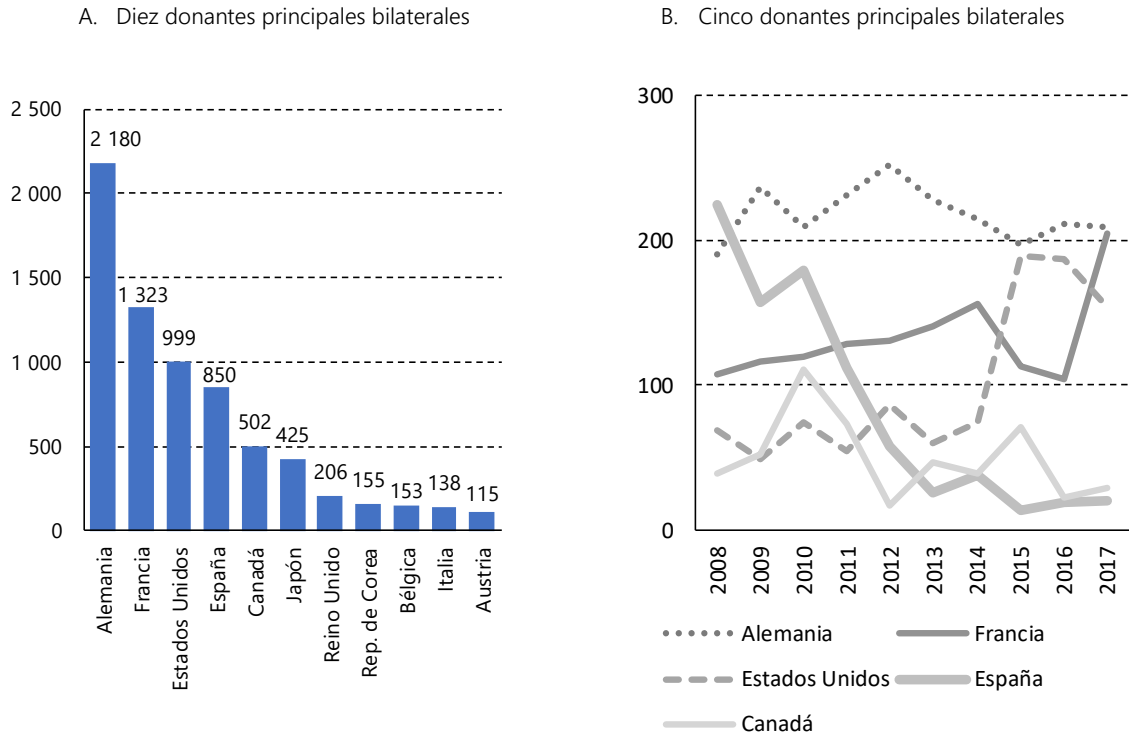 A. Diez donantes principales bilaterales
2 500
2 000
1 500
1 000
500
0
2 180
1 323
999
850
502
425
206
155
153
138
115
Alemania
Francia
Estados Unidos
España
Canadá
Japón
Reino Unido
Rep. de Corea
Bélgica
Italia
Austria
B. Cinco donantes principales bilaterales
300
200
100
0
2008
2009
2010
2011
2012
2013
2014
2015
2016
2017
Alemania
Francia
Estados Unidos
España
Canadá